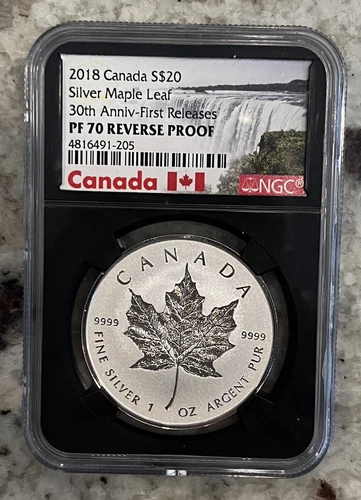 2018 Canada S$20
Silver Maple Leaf
30th Anniv-First Releases
PF 70 REVERSE PROOF
4816491-205
Canada
NGC®
CANADA
9999
9999
FINE SILVER 1 OZ ARGENT PUR